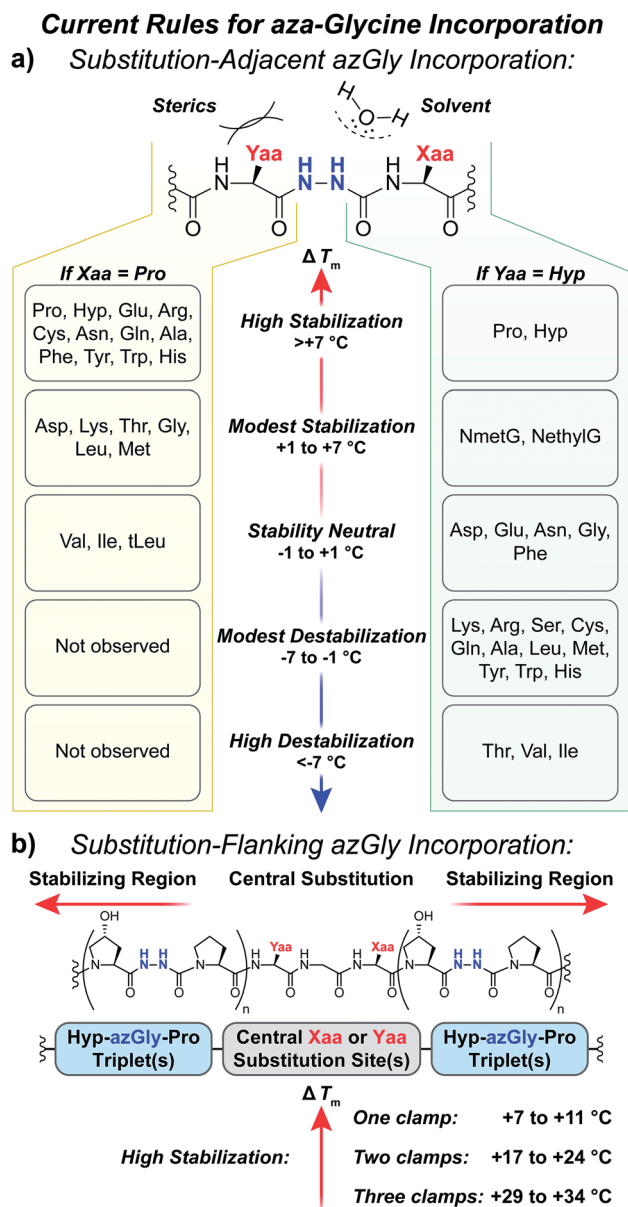 Current Rules for aza-Glycine Incorporation
a) Substitution-Adjacent azGly Incorporation:
Sterics
Solvent
H O H
Yaa
Xaa
H N
H N
H N
H N
O
O
O
O
If Xaa = Pro
Δ Tm
If Yaa = Hyp
Pro, Hyp, Glu, Arg,
Cys, Asn, Gln, Ala,
Phe, Tyr, Trp, His
High Stabilization
>+7 °C
Pro, Hyp
Asp, Lys, Thr, Gly,
Leu, Met
Modest Stabilization
+1 to +7 °C
NmetG, NethylG
Val, Ile, tLeu
Stability Neutral
-1 to +1 °C
Asp, Glu, Asn, Gly,
Phe
Not observed
Modest Destabilization
-7 to -1 °C
Lys, Arg, Ser, Cys,
Gln, Ala, Leu, Met,
Tyr, Trp, His
Not observed
High Destabilization
<-7 °C
Thr, Val, Ile
b) Substitution-Flanking azGly Incorporation:
Stabilizing Region
Central Substitution
Stabilizing Region
OH
OH
Yaa
Xaa
N
H N
H N
O
O
N
O
H N
O
H N
O
H N
O
N
O
H N
H N
O
N
O
n
n
Hyp-azGly-Pro
Triplet(s)
Central Xaa or Yaa
Substitution Site(s)
Hyp-azGly-Pro
Triplet(s)
Δ Tm
High Stabilization:
One clamp: +7 to +11 °C
Two clamps: +17 to +24 °C
Three clamps: +29 to +34 °C